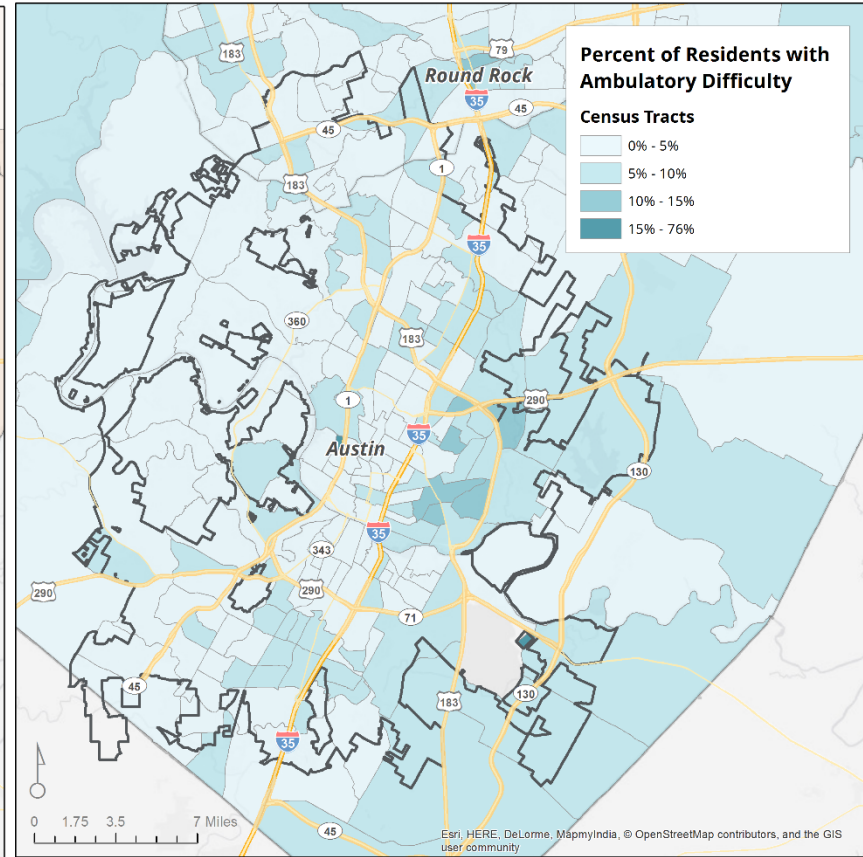 Percent of Residents with
Ambulatory Difficulty
Census Tracts
0% - 5%
5% - 10%
10% - 15%
15% - 76%
183
79
Round Rock
35
45
45
1
183
35
360
183
1
290
35
Austin
130
35
343
290
290
71
45
183
130
35
45
0 1.75 3.5 7 Miles
Esri, HERE, DeLorme, MapmyIndia, © OpenStreetMap contributors, and the GIS
user community